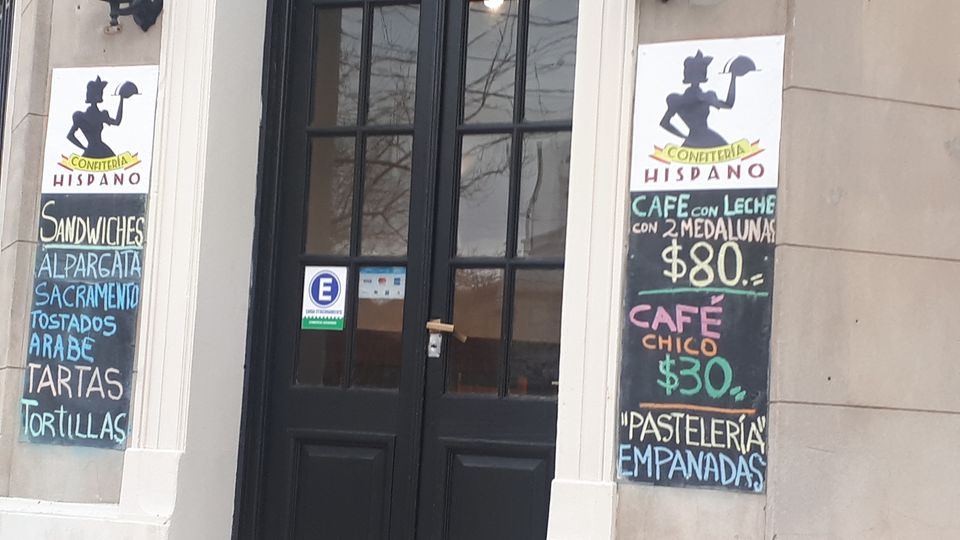 CONFITERÍA
HISPANO
SANDWICHES
ALPARGATA
SACRAMENTO
TOSTADOS
ARABE
TARTAS
TORTILLAS
E
CONFITERÍA
HISPANO
CAFE CON LECHE
CON 2 MEDALUNAS
$80.=
CAFÉ
CHICO
$30,,
"PASTELERÍA"
EMPANADAS